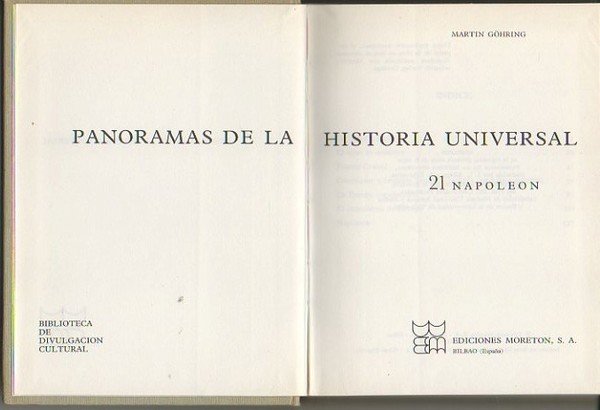 MARTIN GÖHRING
PANORAMAS DE LA HISTORIA UNIVERSAL
21 NAPOLEON
BIBLIOTECA
DE
DIVULGACION
CULTURAL
EDICIONES MORETON, S. A.
BILBAO (España)